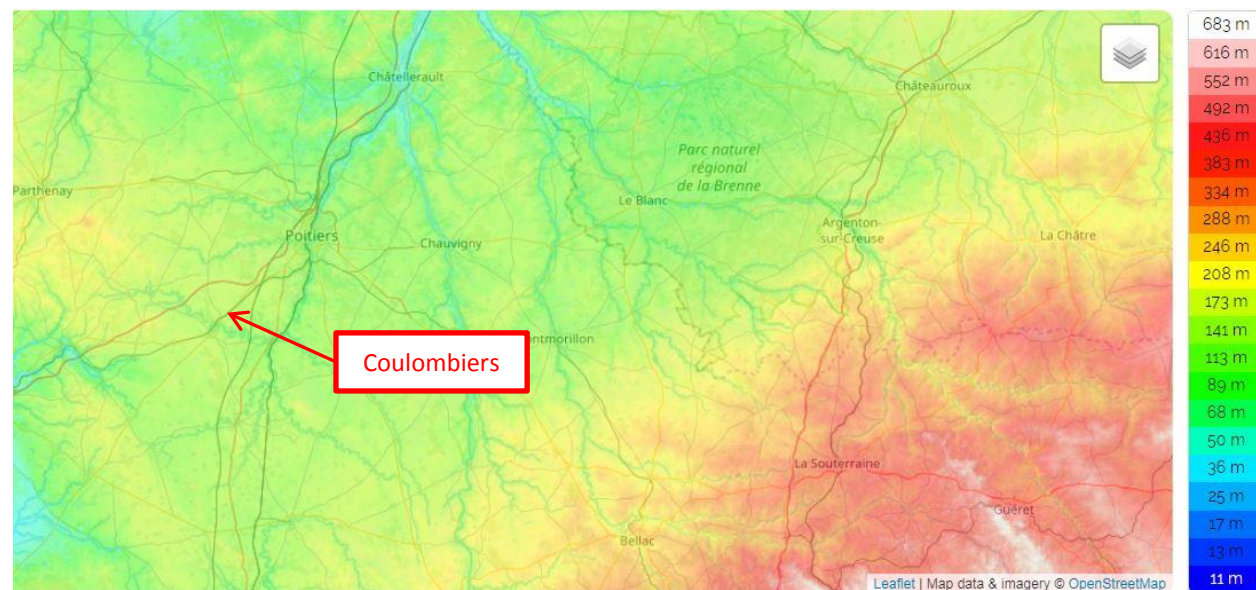 Châtellerault
Châteauroux
Parc naturel
régional
de la Brenne
Parthenay
Le Blanc
Poitiers
Chauvigny
Argenton-
sur-Creuse
La Châtre
Coulombiers
ntmorillon
La Souterraine
Guéret
Bellac
Leaflet | Map data & imagery © OpenStreetMap
683 m
616 m
552 m
492 m
436 m
383 m
334 m
288 m
246 m
208 m
173 m
141 m
113 m
89 m
68 m
50 m
36 m
25 m
17 m
13 m
11 m